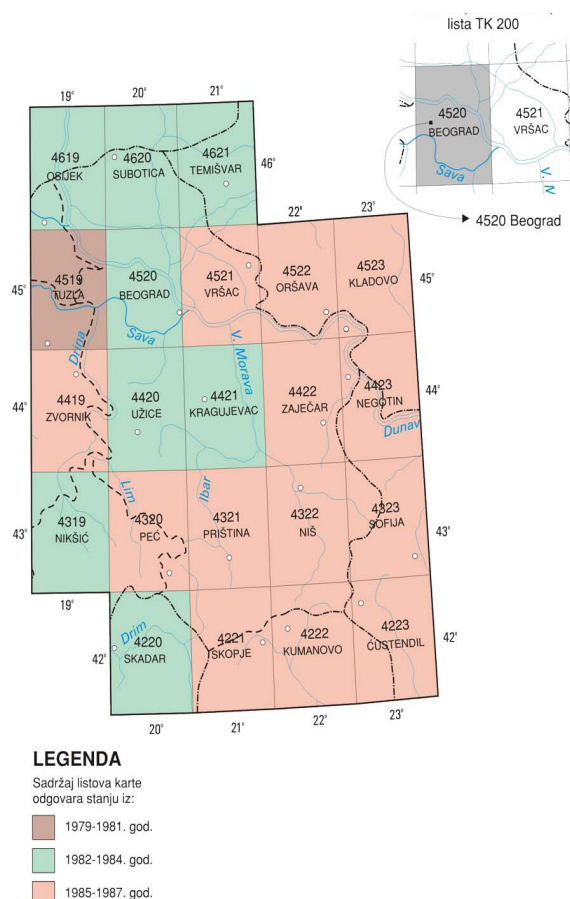 lista TK 200
4520
BEOGRAD
4521
VRŠAC
Sava
V. N
4520 Beograd
19°
20°
21°
4619
OSIJEK
4620
SUBOTICA
4621
TEMIŠVAR
46°
22°
23°
45°
4519
TUZLA
4520
BEOGRAD
4521
VRŠAC
4522
ORŠAVA
4523
KLADOVO
45°
Drina
Sava
V. Morava
44°
4419
ZVORNIK
4420
UŽICE
4421
KRAGUJEVAC
4422
ZAJEČAR
4423
NEGOTIN
44°
Dunav
Lim
Ibar
43°
4319
NIKŠIĆ
4320
PEĆ
4321
PRIŠTINA
4322
NIŠ
4323
SOFIJA
43°
19°
Drim
42°
4220
SKADAR
4221
SKOPJE
4222
KUMANOVO
4223
ĆUSTENDIL
42°
20°
21°
22°
23°
LEGENDA
Sadržaj listova karte
odgovara stanju iz:
1979-1981. god.
1982-1984. god.
1985-1987. god.